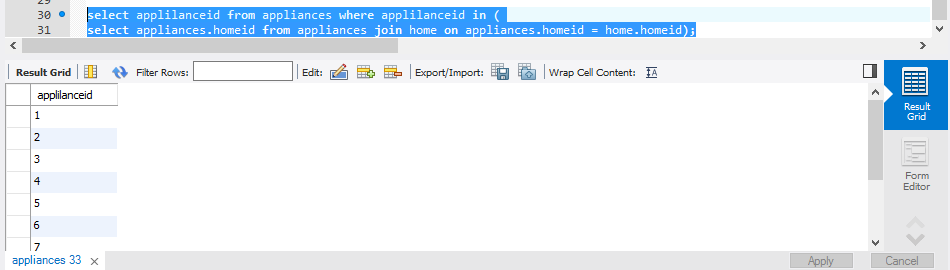 29
30 select applilanceid from appliances where applilanceid in (
31 select appliances.homeid from appliances join home on appliances.homeid = home.homeid);
Result Grid Filter Rows: Edit: Export/Import: Wrap Cell Content:
applilanceid
1
2
3
4
5
6
7
Result
Grid
Form
Editor
appliances 33 Apply Cancel